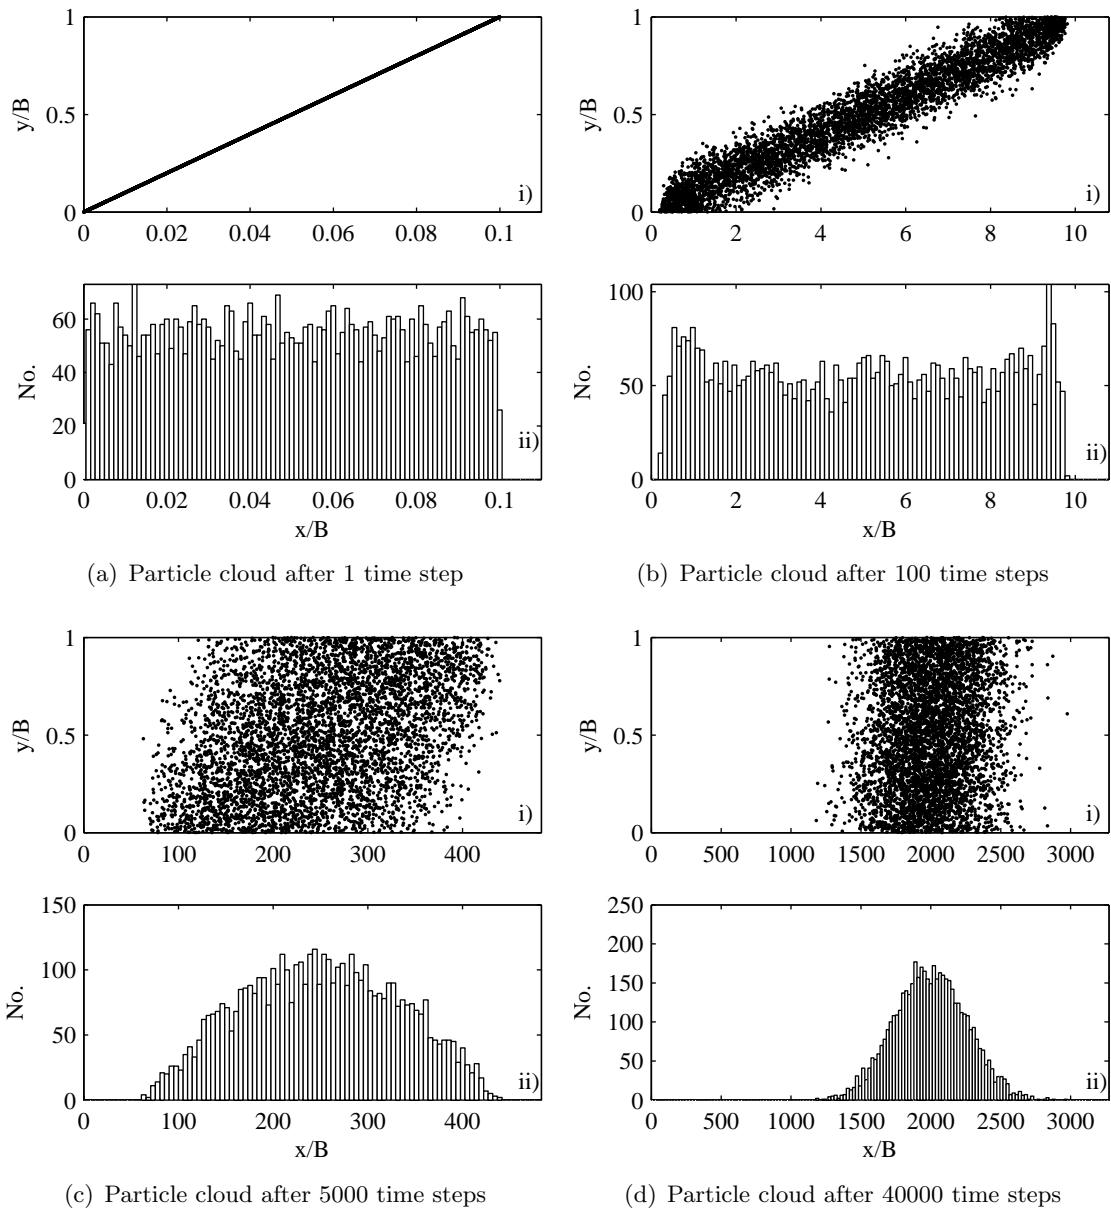 1
0.5
0
y/B
i)
0 0.02 0.04 0.06 0.08 0.1
60
40
20
0
No.
ii)
0 0.02 0.04 0.06 0.08 0.1
x/B
(a) Particle cloud after 1 time step
1
0.5
0
y/B
i)
0 2 4 6 8 10
100
50
0
No.
ii)
0 2 4 6 8 10
x/B
(b) Particle cloud after 100 time steps
1
0.5
0
y/B
i)
0 100 200 300 400
150
100
50
0
No.
ii)
0 100 200 300 400
x/B
(c) Particle cloud after 5000 time steps
1
0.5
0
y/B
i)
0 500 1000 1500 2000 2500 3000
250
200
150
100
50
0
No.
ii)
0 500 1000 1500 2000 2500 3000
x/B
(d) Particle cloud after 40000 time steps